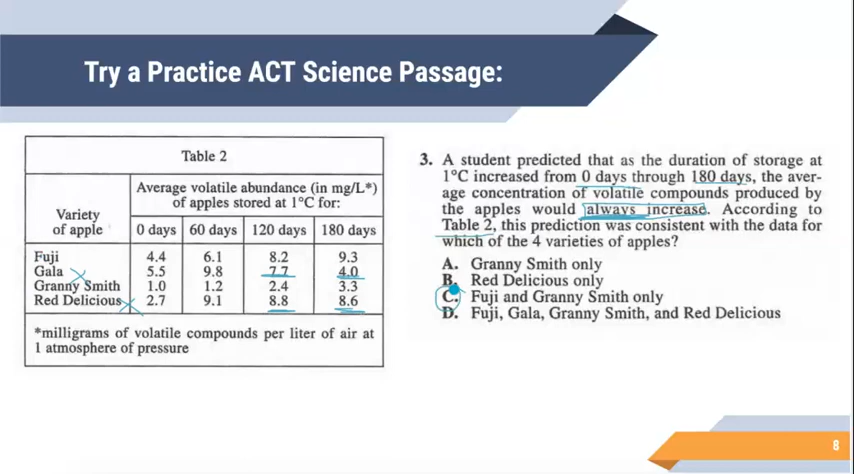 Try a Practice ACT Science Passage:
Table 2
Average volatile abundance (in mg/L*)
of apples stored at 1°C for:
Variety
of apple
0 days 60 days 120 days 180 days
Fuji 4.4 6.1 8.2 9.3
Gala 5.5 9.8 7.7 4.0
Granny Smith 1.0 1.2 2.4 3.3
Red Delicious 2.7 9.1 8.8 8.6
*milligrams of volatile compounds per liter of air at
1 atmosphere of pressure
3. A student predicted that as the duration of storage at
1°C increased from 0 days through 180 days, the aver-
age concentration of volatile compounds produced by
the apples would always increase. According to
Table 2, this prediction was consistent with the data for
which of the 4 varieties of apples?
A. Granny Smith only
B. Red Delicious only
C. Fuji and Granny Smith only
D. Fuji, Gala, Granny Smith, and Red Delicious
8